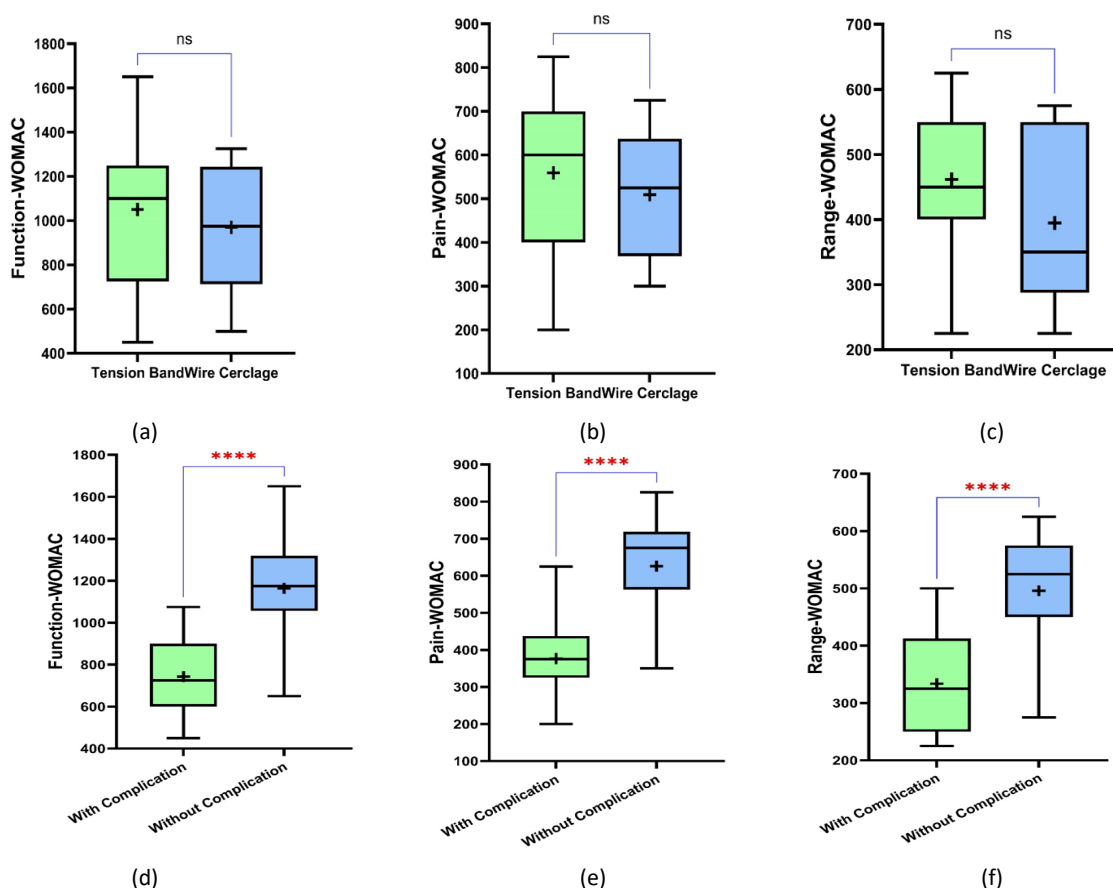 ns
Function-WOMAC
1800
1600
1400
1200
1000
800
600
400
Tension BandWire Cerclage
(a)
ns
Pain-WOMAC
900
800
700
600
500
400
300
200
100
Tension BandWire Cerclage
(b)
ns
Range-WOMAC
700
600
500
400
300
200
Tension BandWire Cerclage
(c)
****
Function-WOMAC
1800
1600
1400
1200
1000
800
600
400
With Complication
Without Complication
(d)
****
Pain-WOMAC
900
800
700
600
500
400
300
200
100
With Complication
Without Complication
(e)
****
Range-WOMAC
700
600
500
400
300
200
With Complication
Without Complication
(f)